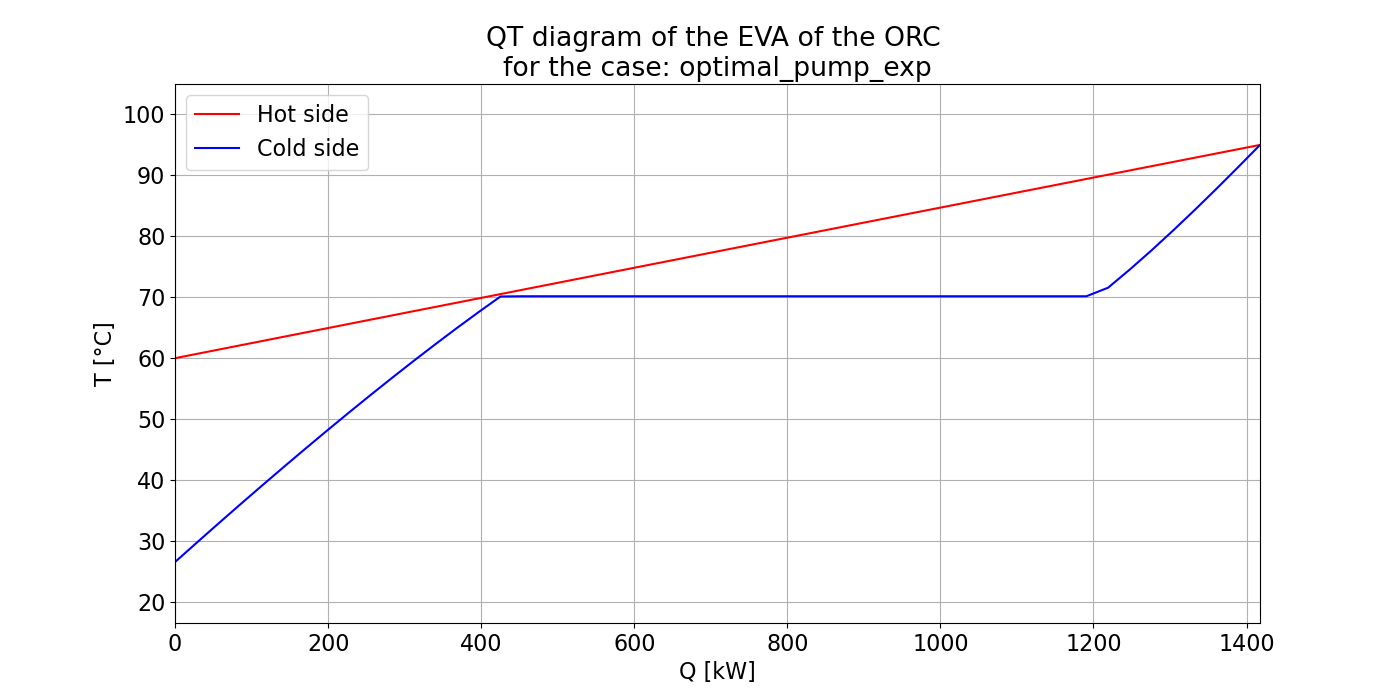 QT diagram of the EVA of the ORC
for the case: optimal_pump_exp
Hot side
Cold side
T [°C]
100
90
80
70
60
50
40
30
20
0 200 400 600 800 1000 1200 1400
Q [kW]